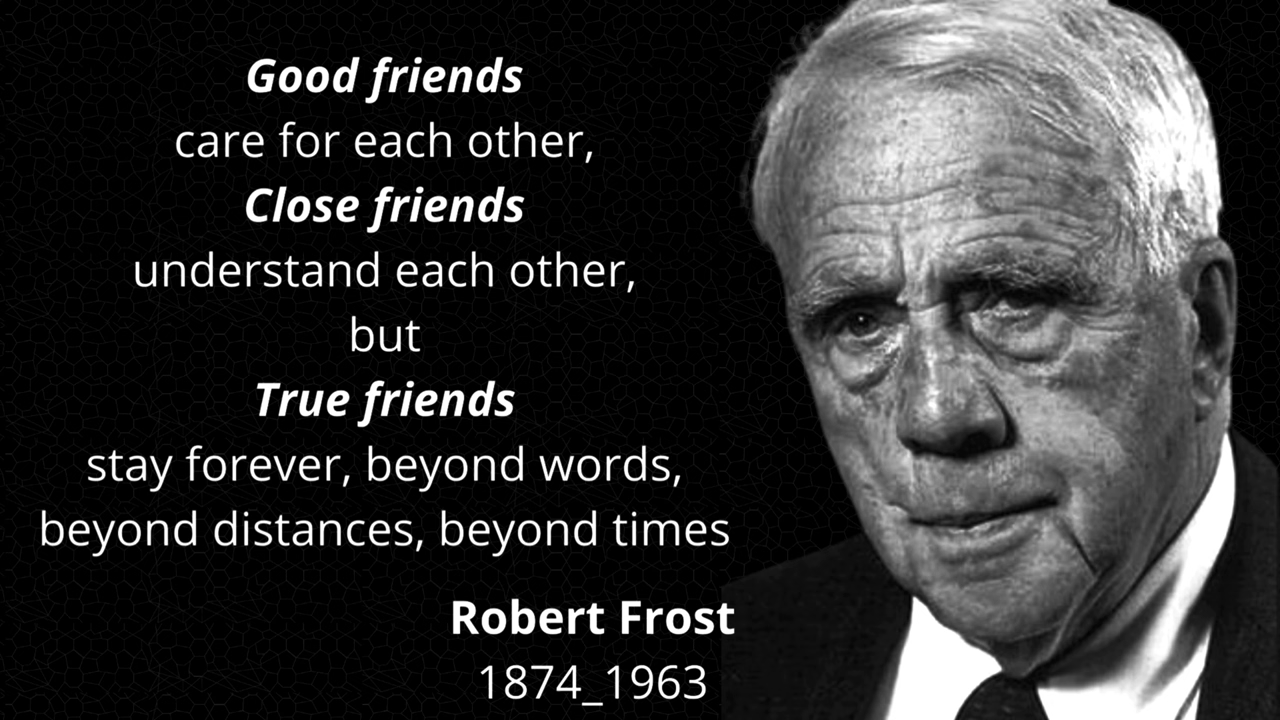 Good friends
care for each other,
Close friends
understand each other,
but
True friends
stay forever, beyond words,
beyond distances, beyond times
Robert Frost
1874_1963